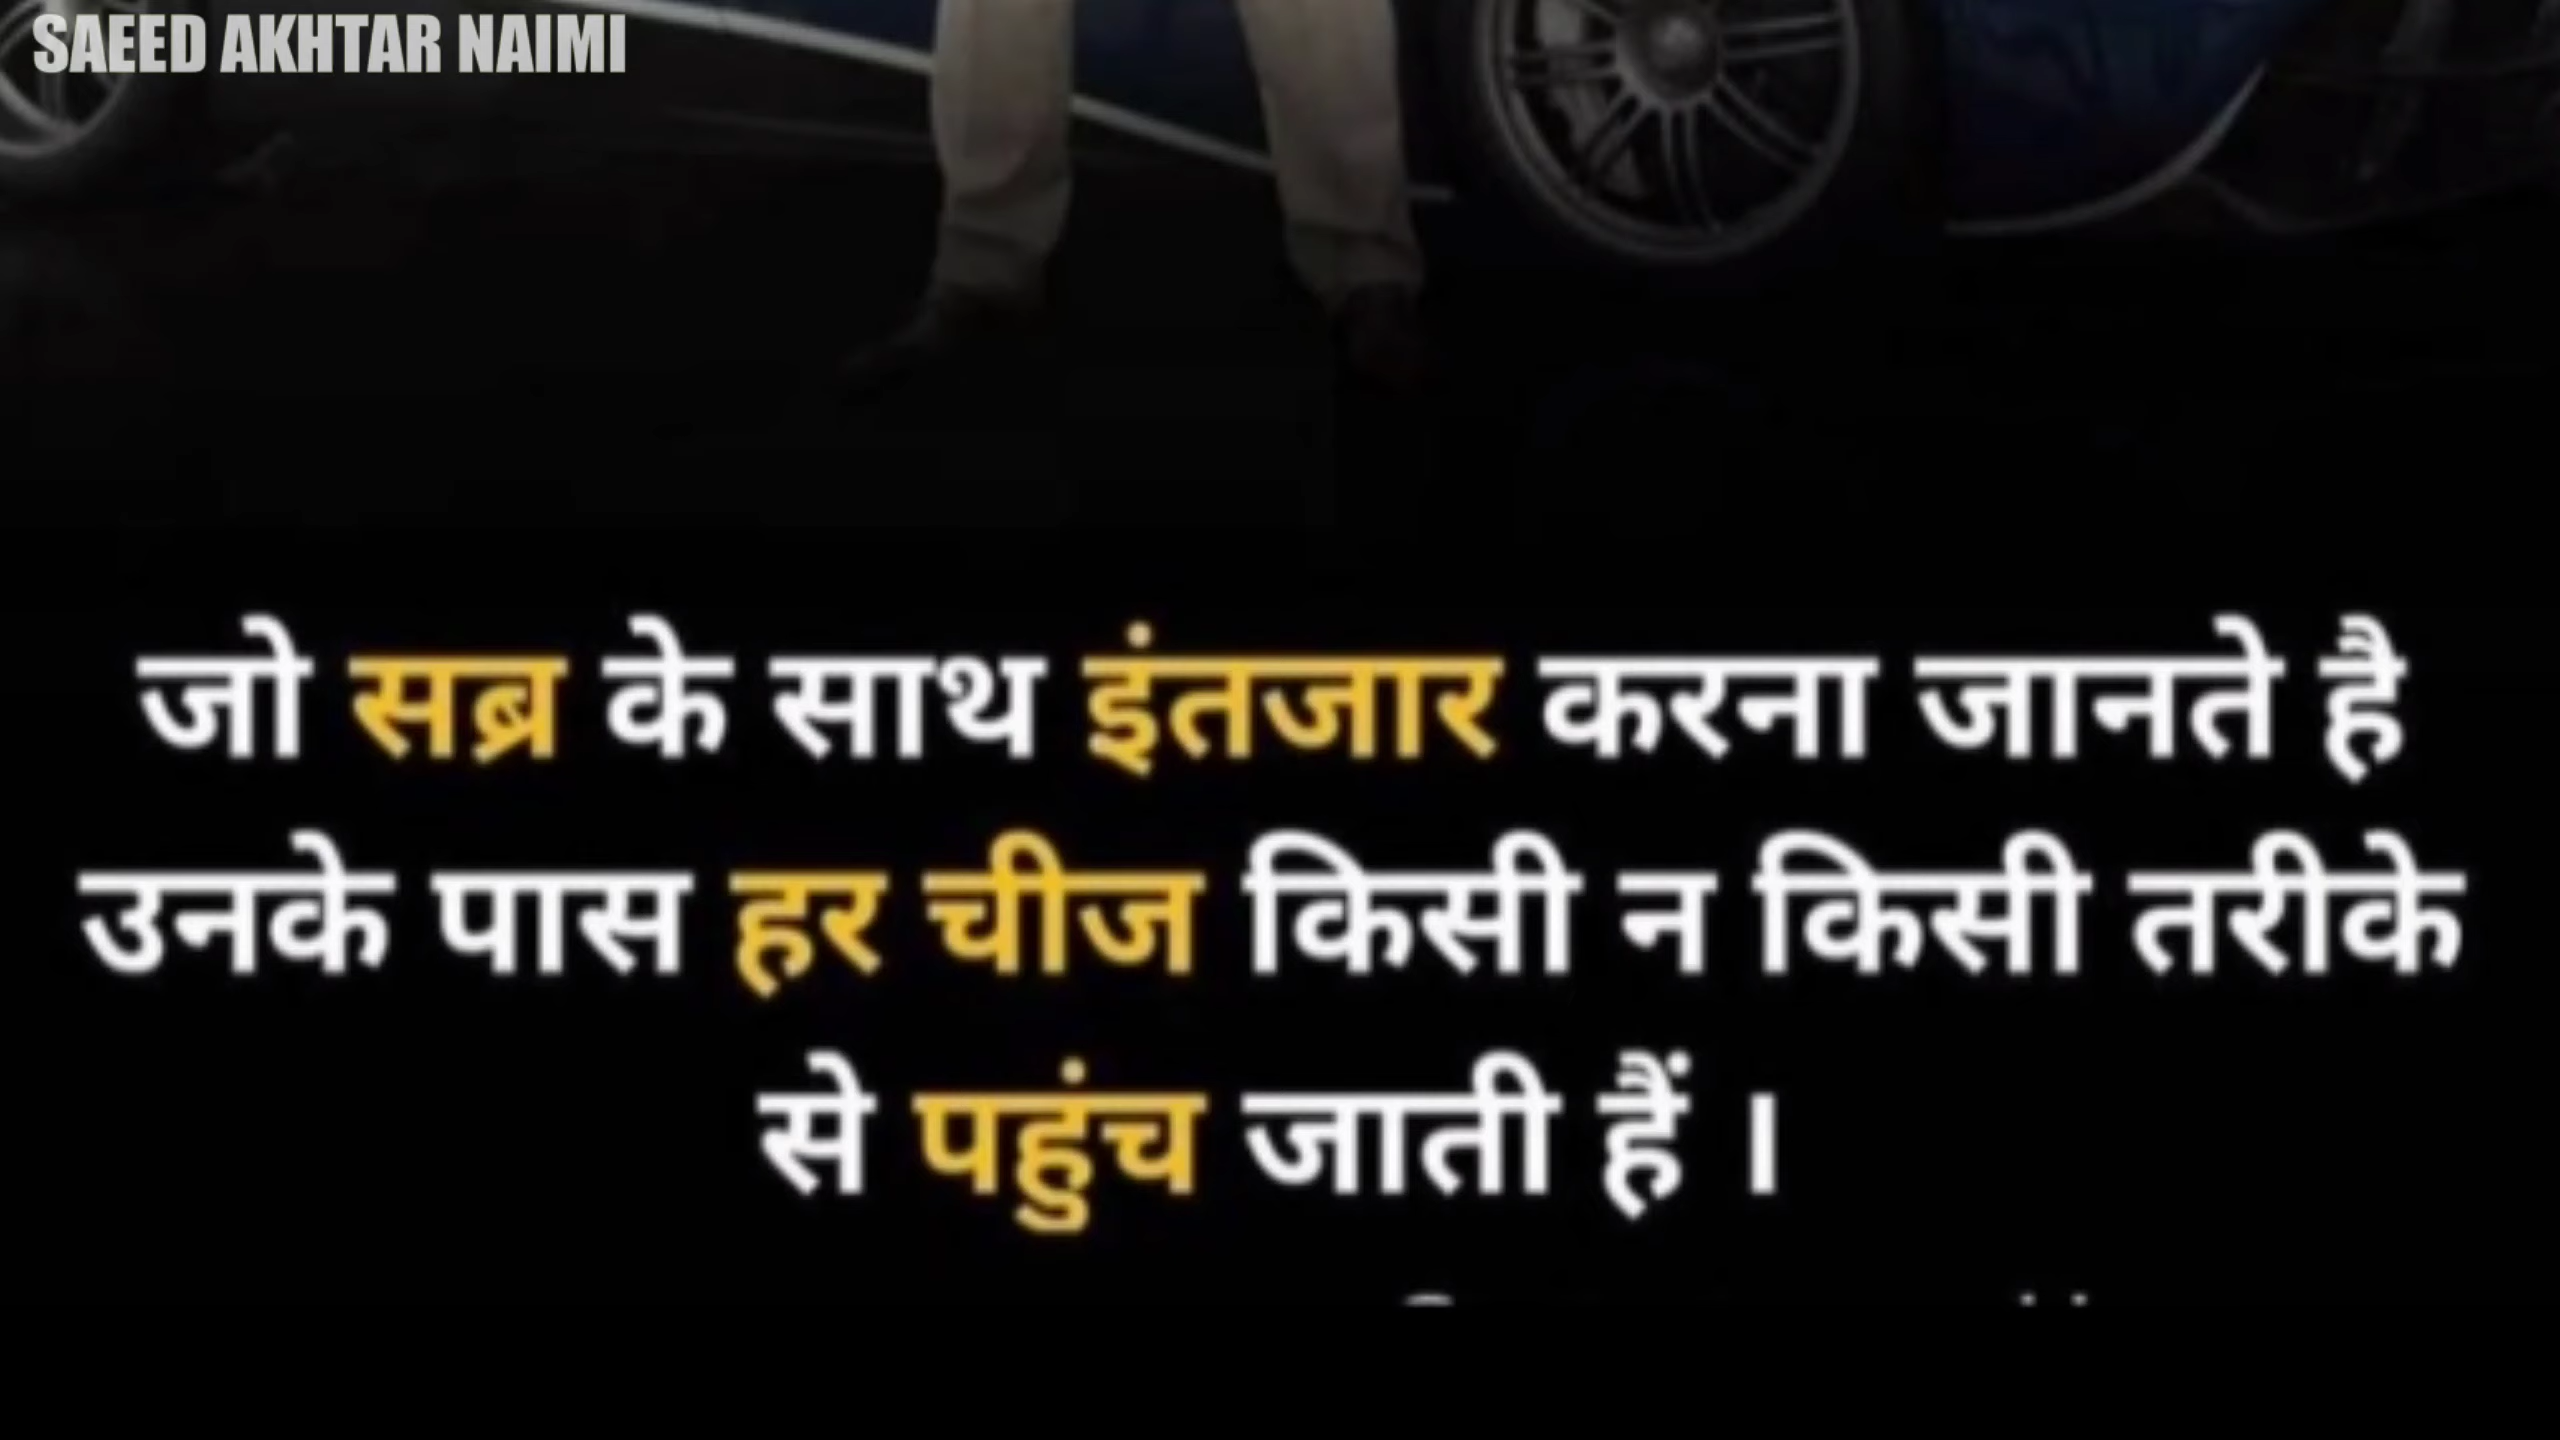 SAEED AKHTAR NAIMI
जो सब्र के साथ इंतजार करना जानते है
उनके पास हर चीज किसी न किसी तरीके
से पहुंच जाती हैं ।